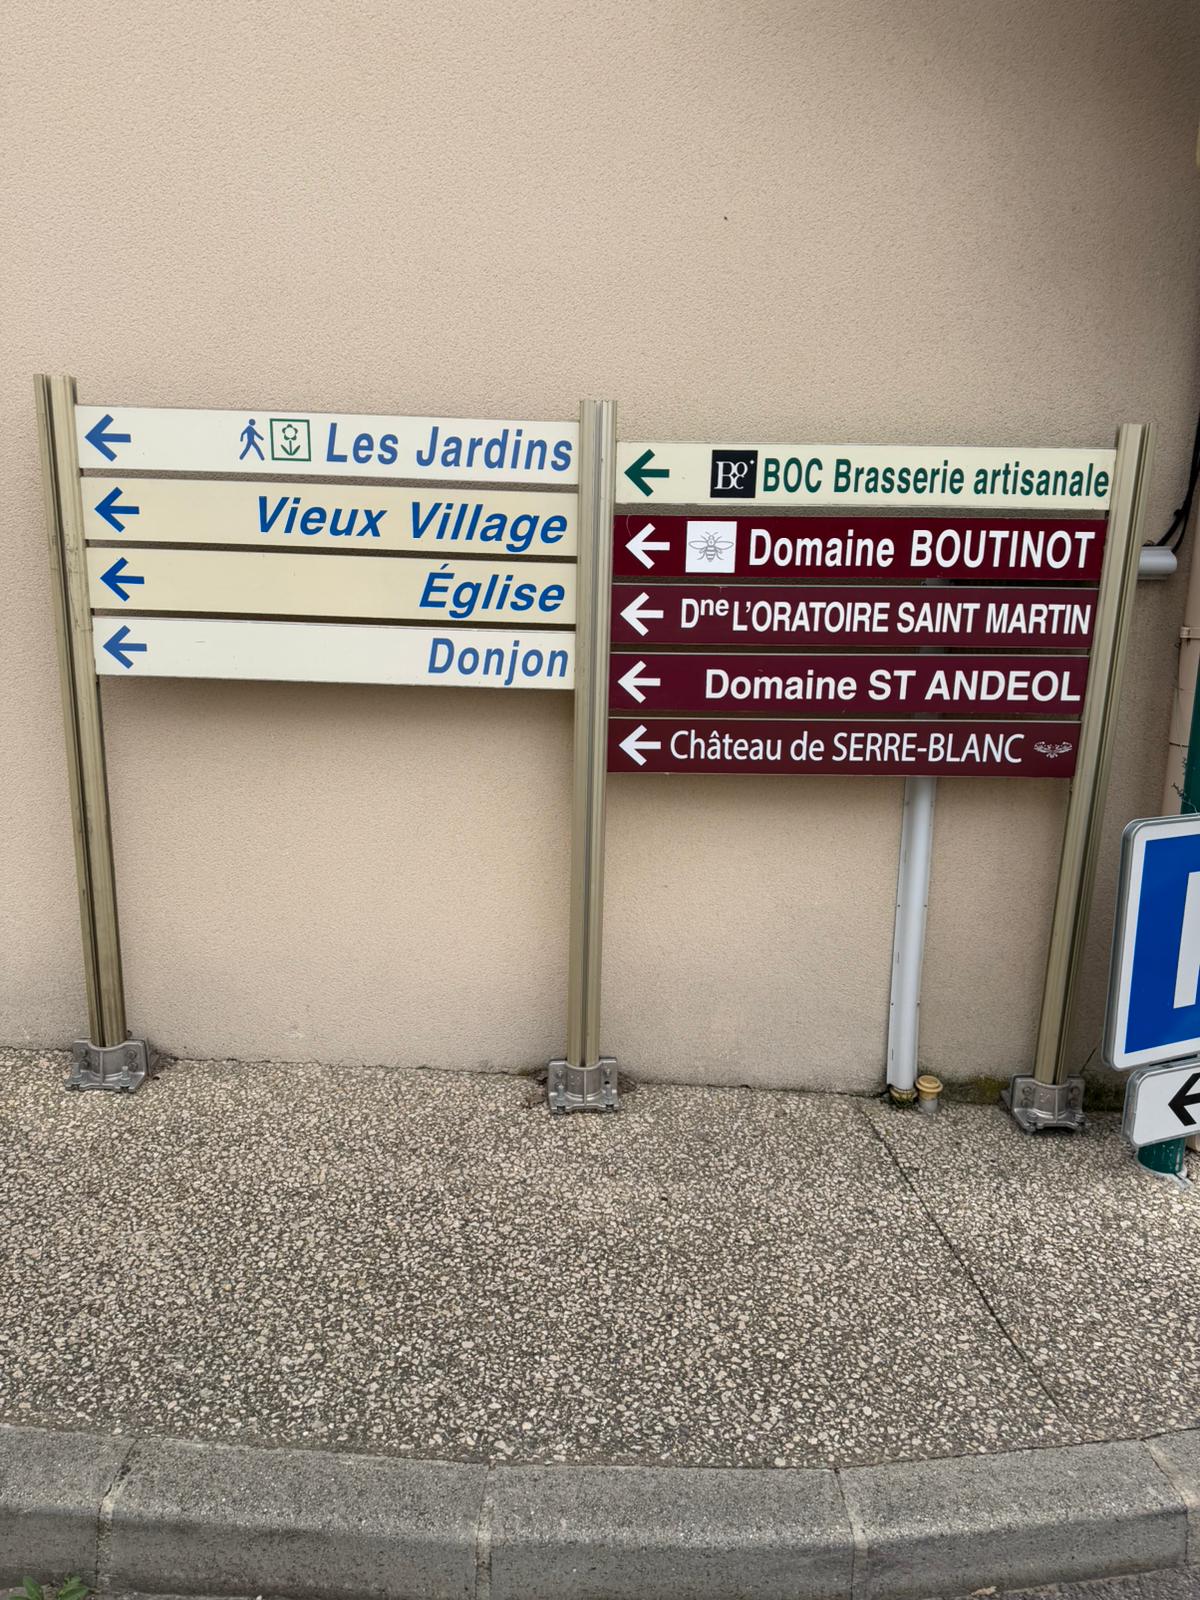 Les Jardins
Vieux Village
Église
Donjon
BOC BOC Brasserie artisanale
Domaine BOUTINOT
Dne L'ORATOIRE SAINT MARTIN
Domaine ST ANDEOL
Château de SERRE-BLANC